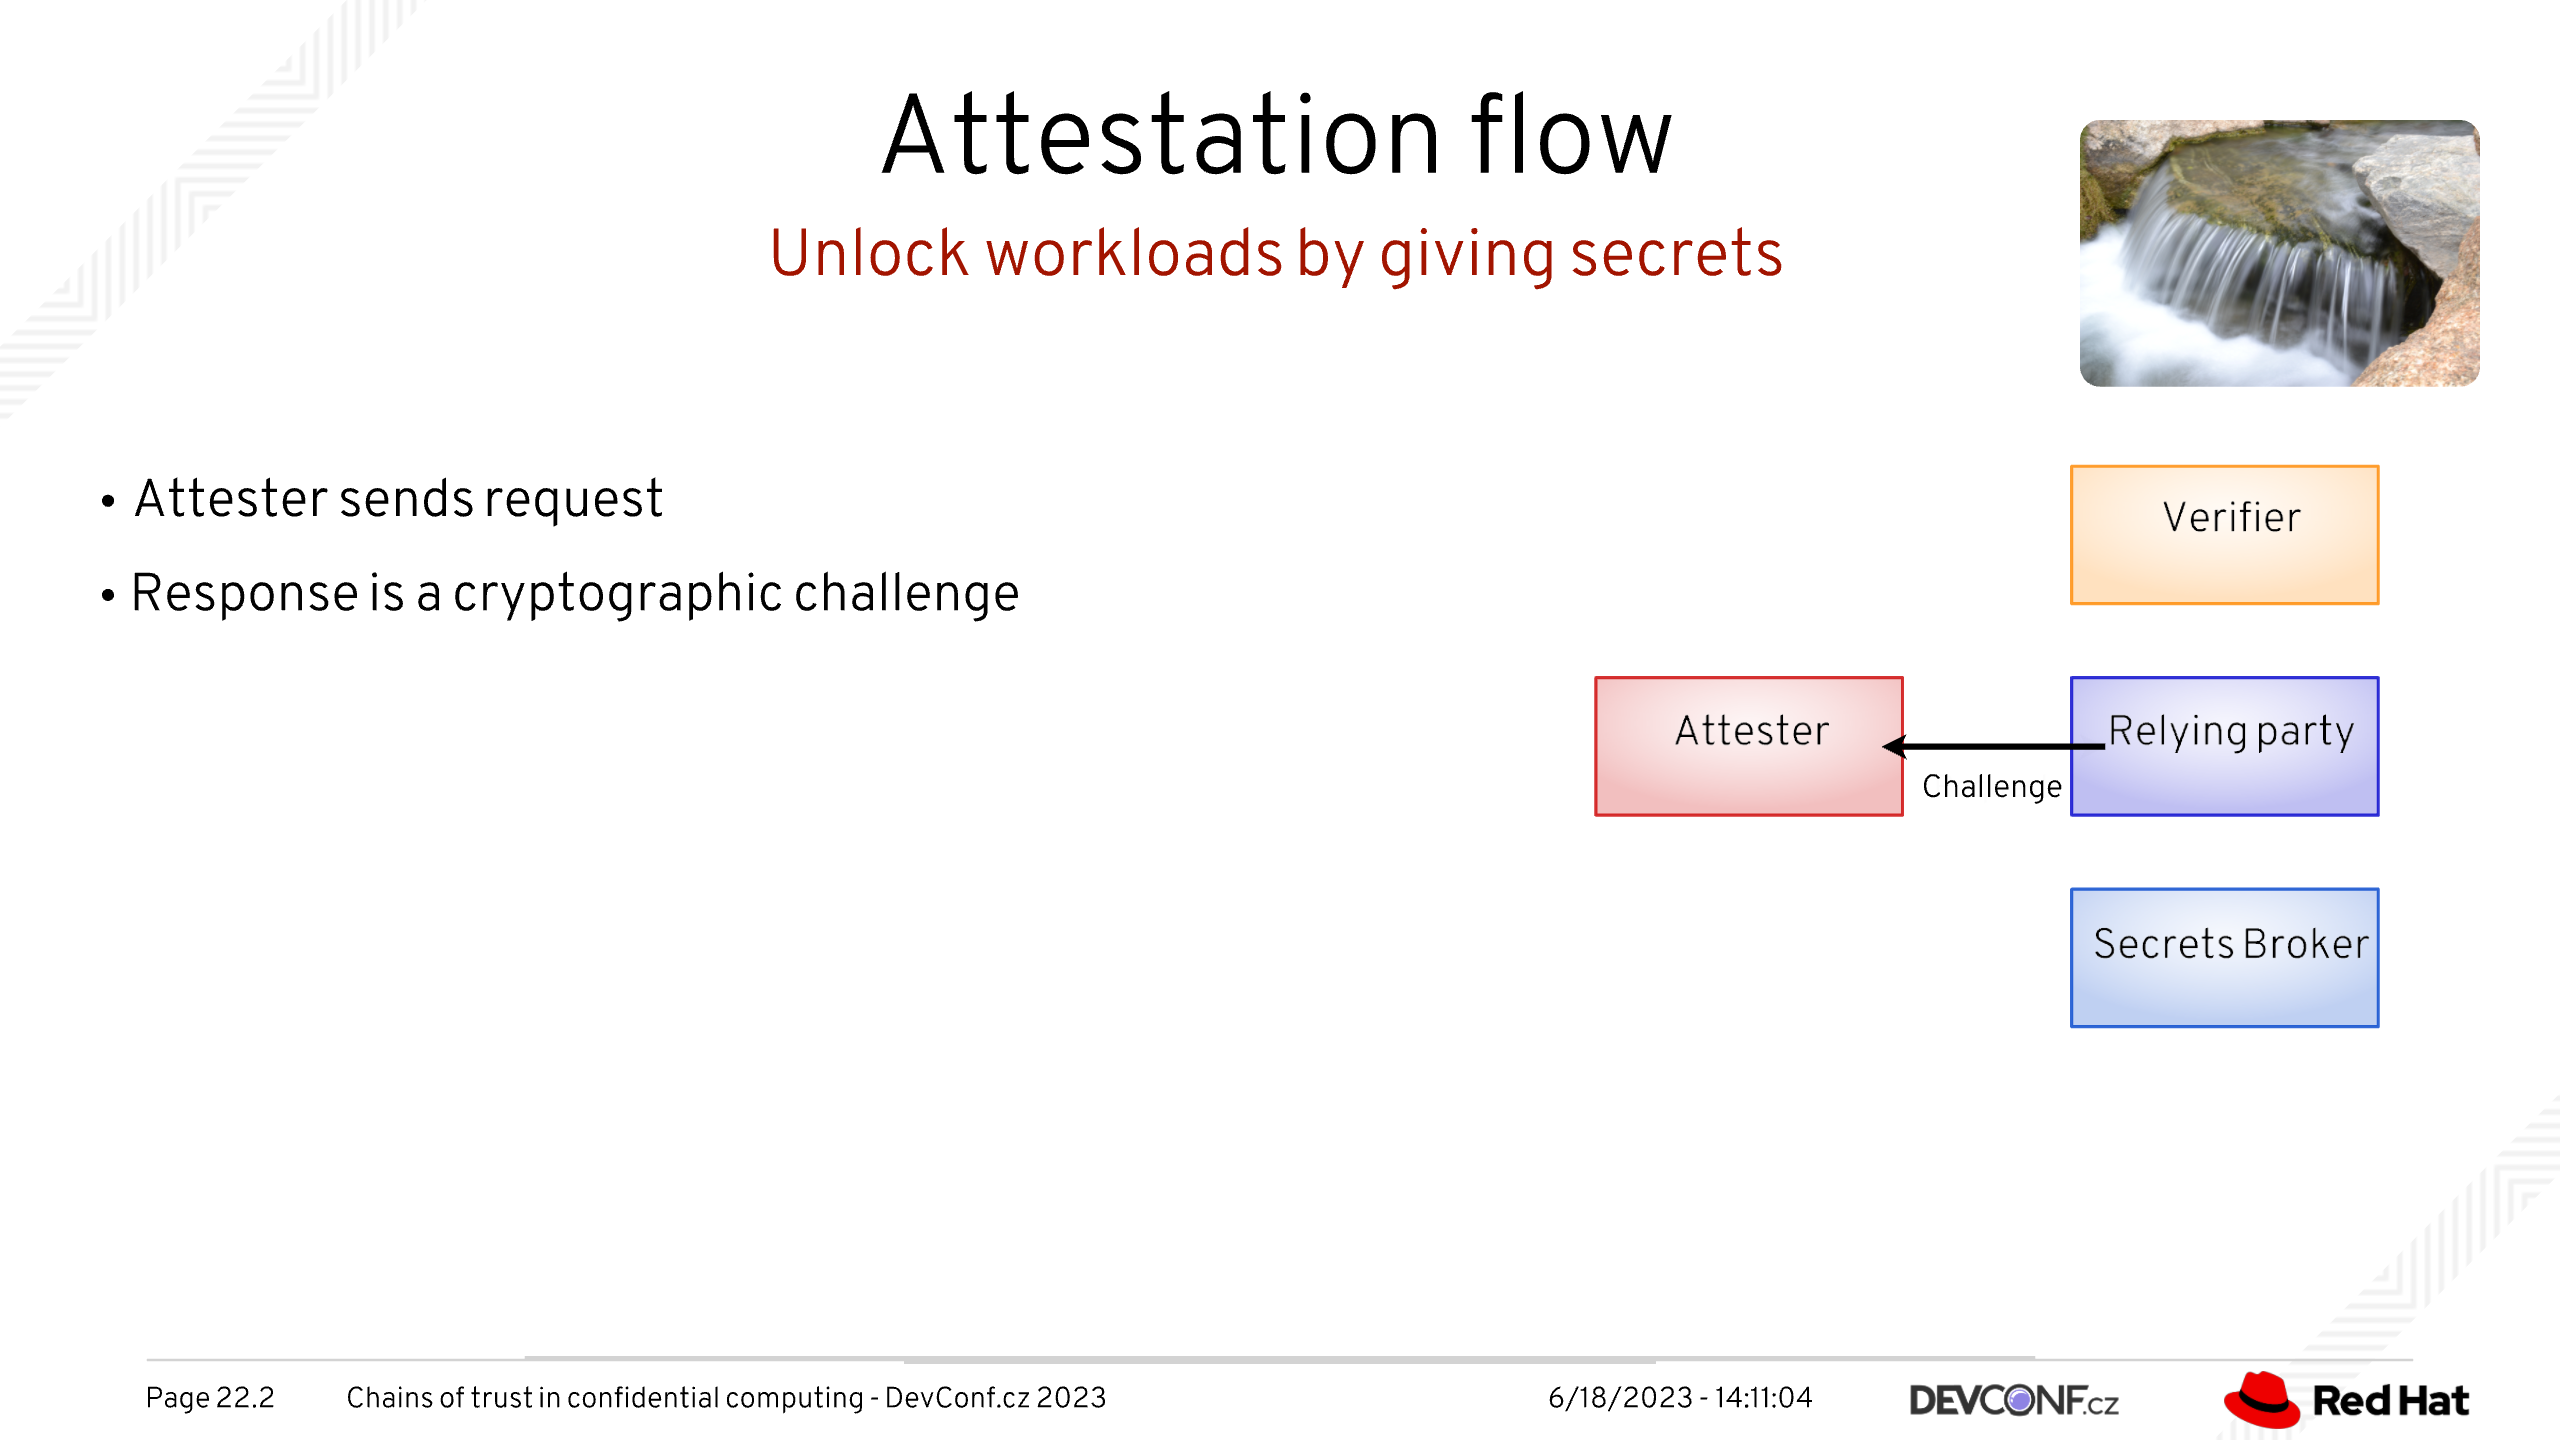 Attestation flow
Unlock workloads by giving secrets
• Attester sends request
• Response is a cryptographic challenge
Verifier
Attester
Relying party
Challenge
Secrets Broker
Page 22.2
Chains of trust in confidential computing - DevConf.cz 2023
6/18/2023 - 14:11:04
DEVCONF.cz
Red Hat